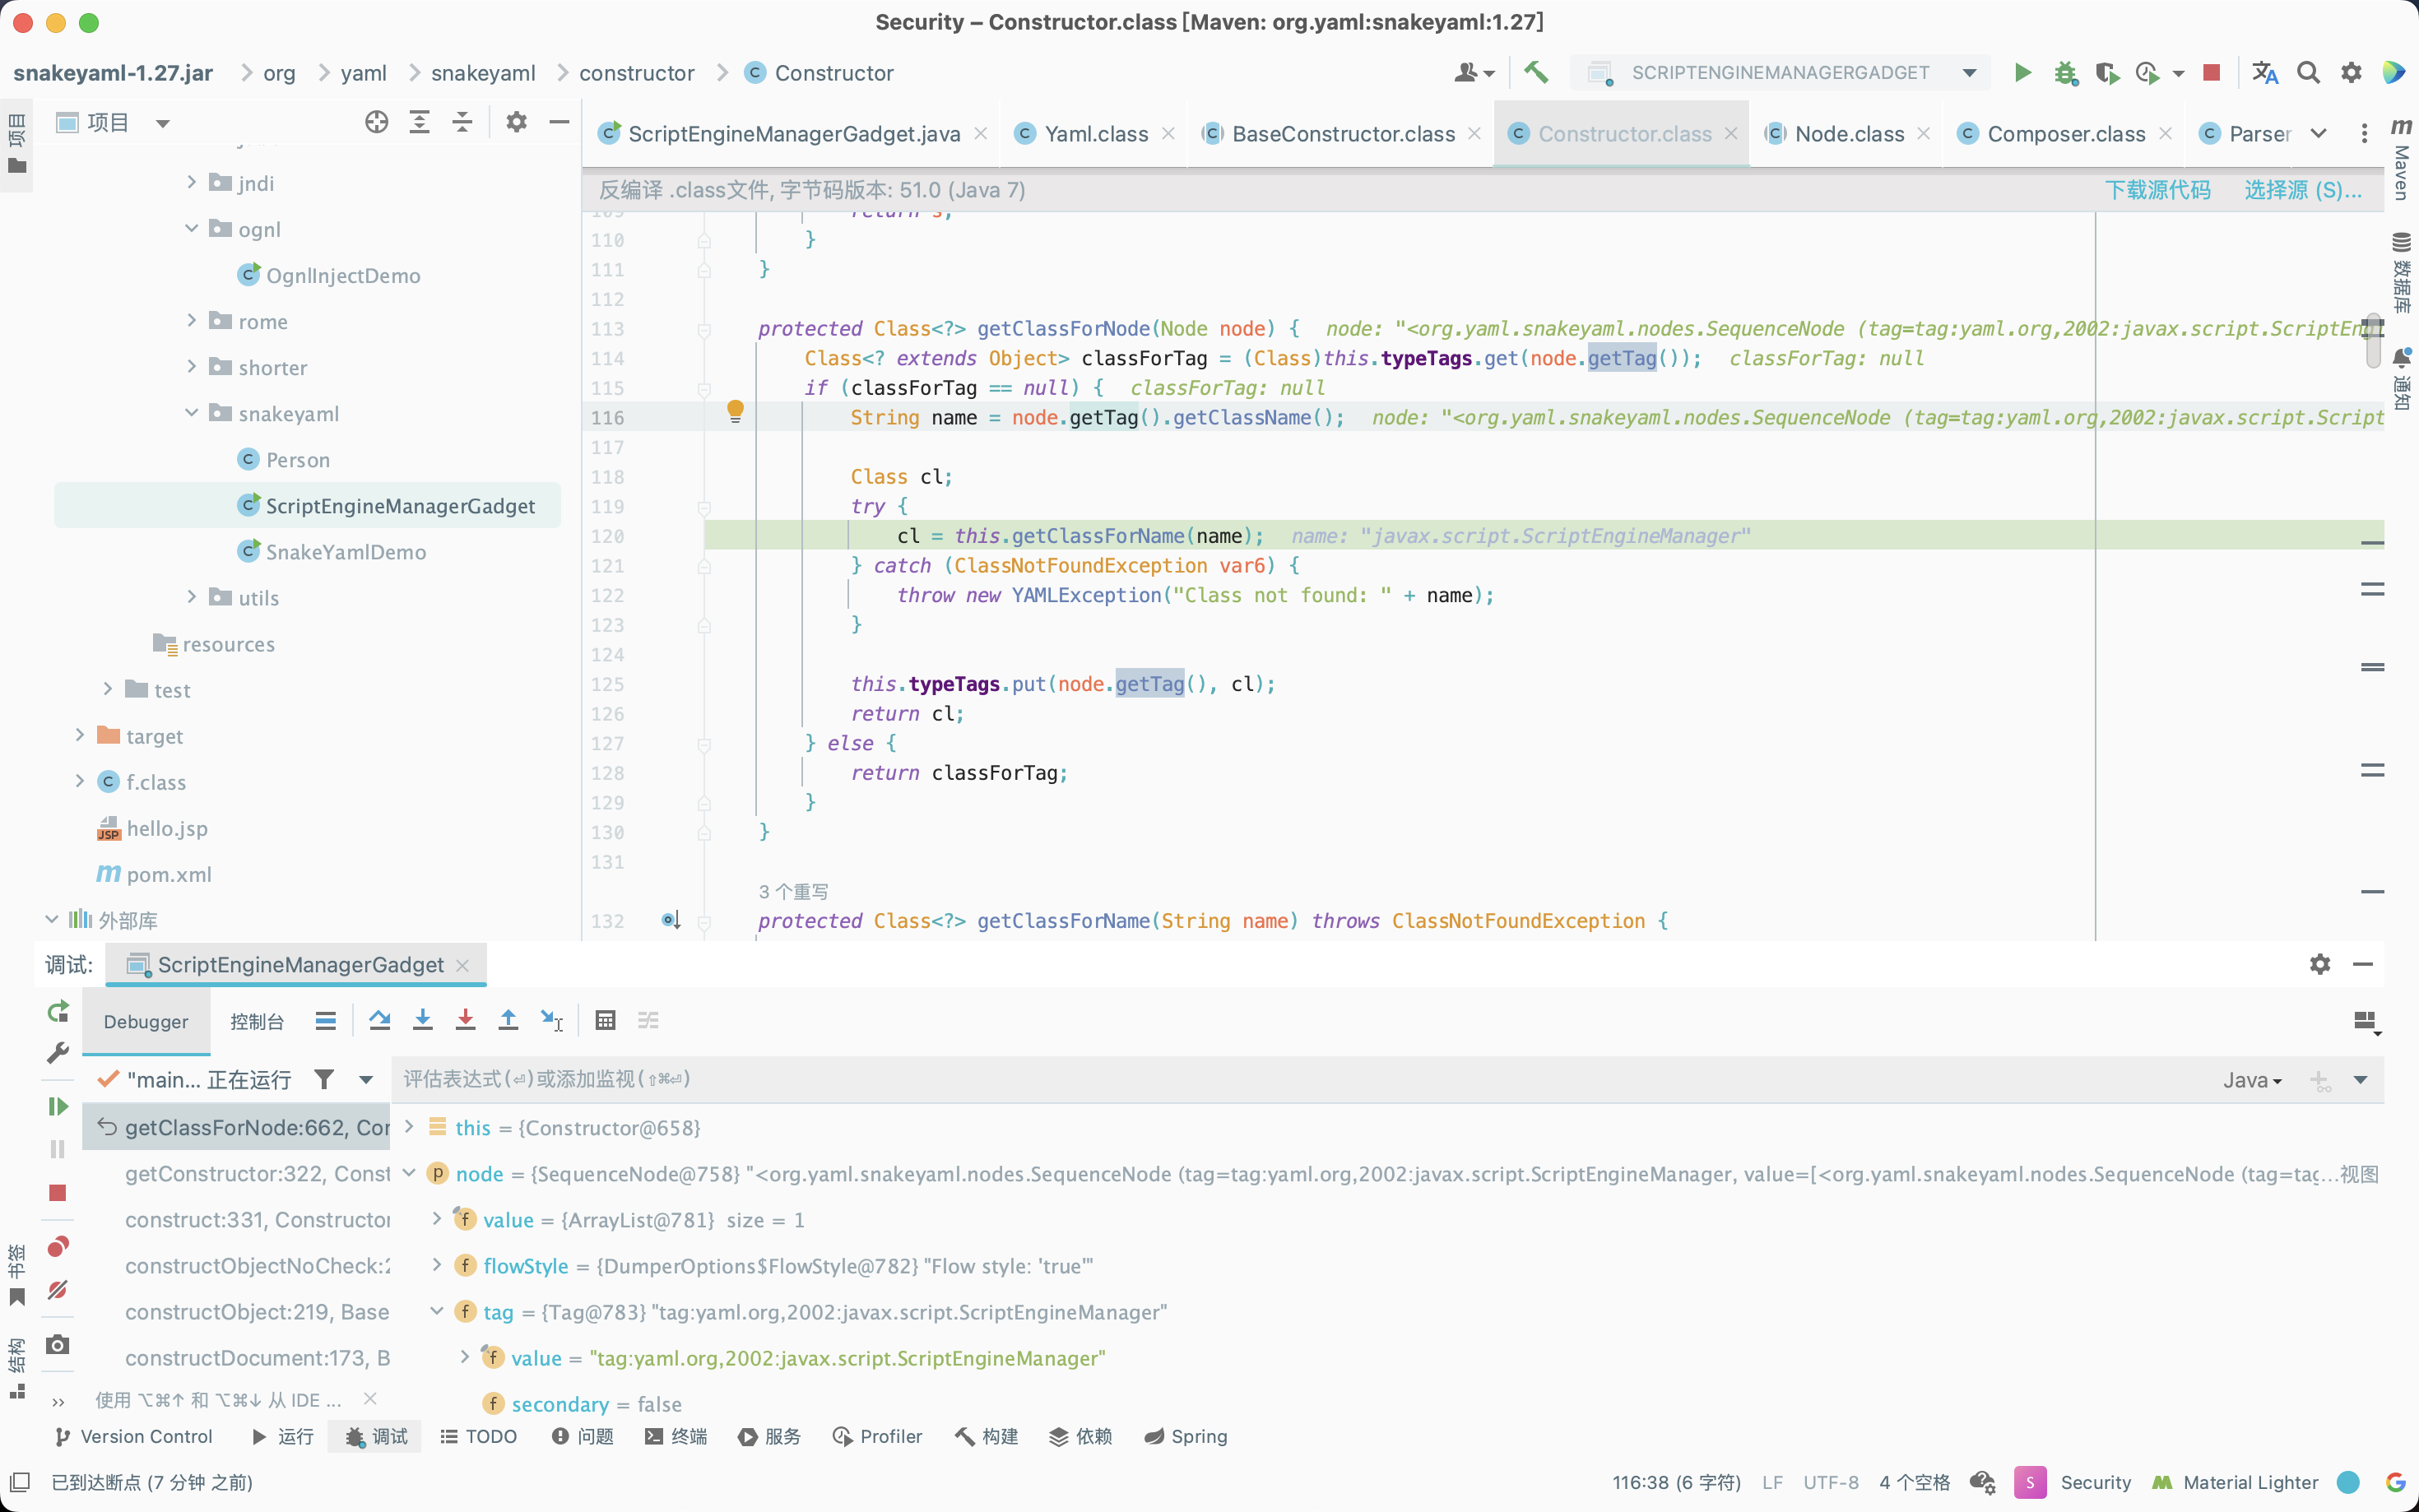 Security – Constructor.class [Maven: org.yaml:snakeyaml:1.27]
snakeyaml-1.27.jar org yaml snakeyaml constructor Constructor
SCRIPTENGINEMANAGERGADGET
项目
ScriptEngineManagerGadget.java Yaml.class BaseConstructor.class Constructor.class Node.class Composer.class Parser
反编译 .class文件, 字节码版本: 51.0 (Java 7) 下载源代码 选择源 (S)...
项目
Maven
数据库
通知
jndi
ognl
OgnlInjectDemo
rome
shorter
snakeyaml
Person
ScriptEngineManagerGadget
SnakeYamlDemo
utils
resources
test
target
f.class
hello.jsp
pom.xml
外部库
109 return s;
110 }
111 }
112
113 protected Class<?> getClassForNode(Node node) { node: "<org.yaml.snakeyaml.nodes.SequenceNode (tag=tag:yaml.org,2002:javax.script.ScriptEng
114 Class<? extends Object> classForTag = (Class)this.typeTags.get(node.getTag()); classForTag: null
115 if (classForTag == null) { classForTag: null
116 String name = node.getTag().getClassName(); node: "<org.yaml.snakeyaml.nodes.SequenceNode (tag=tag:yaml.org,2002:javax.script.Script
117
118 Class cl;
119 try {
120 cl = this.getClassForName(name); name: "javax.script.ScriptEngineManager"
121 } catch (ClassNotFoundException var6) {
122 throw new YAMLException("Class not found: " + name);
123 }
124
125 this.typeTags.put(node.getTag(), cl);
126 return cl;
127 } else {
128 return classForTag;
129 }
130 }
131
3 个重写
132 protected Class<?> getClassForName(String name) throws ClassNotFoundException {
调试: ScriptEngineManagerGadget
Debugger 控制台
"main... 正在运行
评估表达式(⏎)或添加监视(⇧⌘⏎) Java
getClassForNode:662, Con
getConstructor:322, Const
construct:331, Constructor
constructObjectNoCheck:2
constructObject:219, Base
constructDocument:173, B
使用 ⌥⌘↑ 和 ⌥⌘↓ 从 IDE ...
this = {Constructor@658}
node = {SequenceNode@758} "<org.yaml.snakeyaml.nodes.SequenceNode (tag=tag:yaml.org,2002:javax.script.ScriptEngineManager, value=[<org.yaml.snakeyaml.nodes.SequenceNode (tag=tag...视图
value = {ArrayList@781} size = 1
flowStyle = {DumperOptions$FlowStyle@782} "Flow style: 'true'"
tag = {Tag@783} "tag:yaml.org,2002:javax.script.ScriptEngineManager"
value = "tag:yaml.org,2002:javax.script.ScriptEngineManager"
secondary = false
书签
结构
Version Control 运行 调试 TODO 问题 终端 服务 Profiler 构建 依赖 Spring
已到达断点 (7 分钟 之前) 116:38 (6 字符) LF UTF-8 4 个空格 S Security Material Lighter